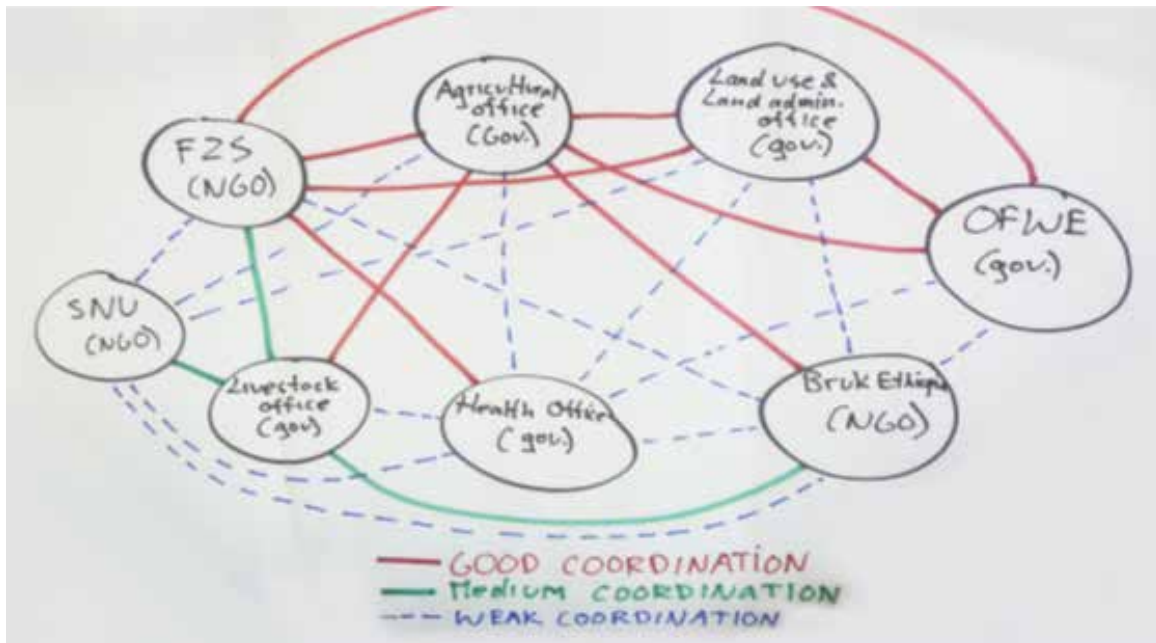 Agricultural
office
(Gov.)
Land use &
Land admin.
office
(gov.)
FZS
(NGO)
OFWE
(gov.)
SNU
(NGO)
Livestock
office
(gov)
Health Office
(gov.)
Bruk Ethiopia
(NGO)
GOOD COORDINATION
Medium COORDINATION
WEAK COORDINATION